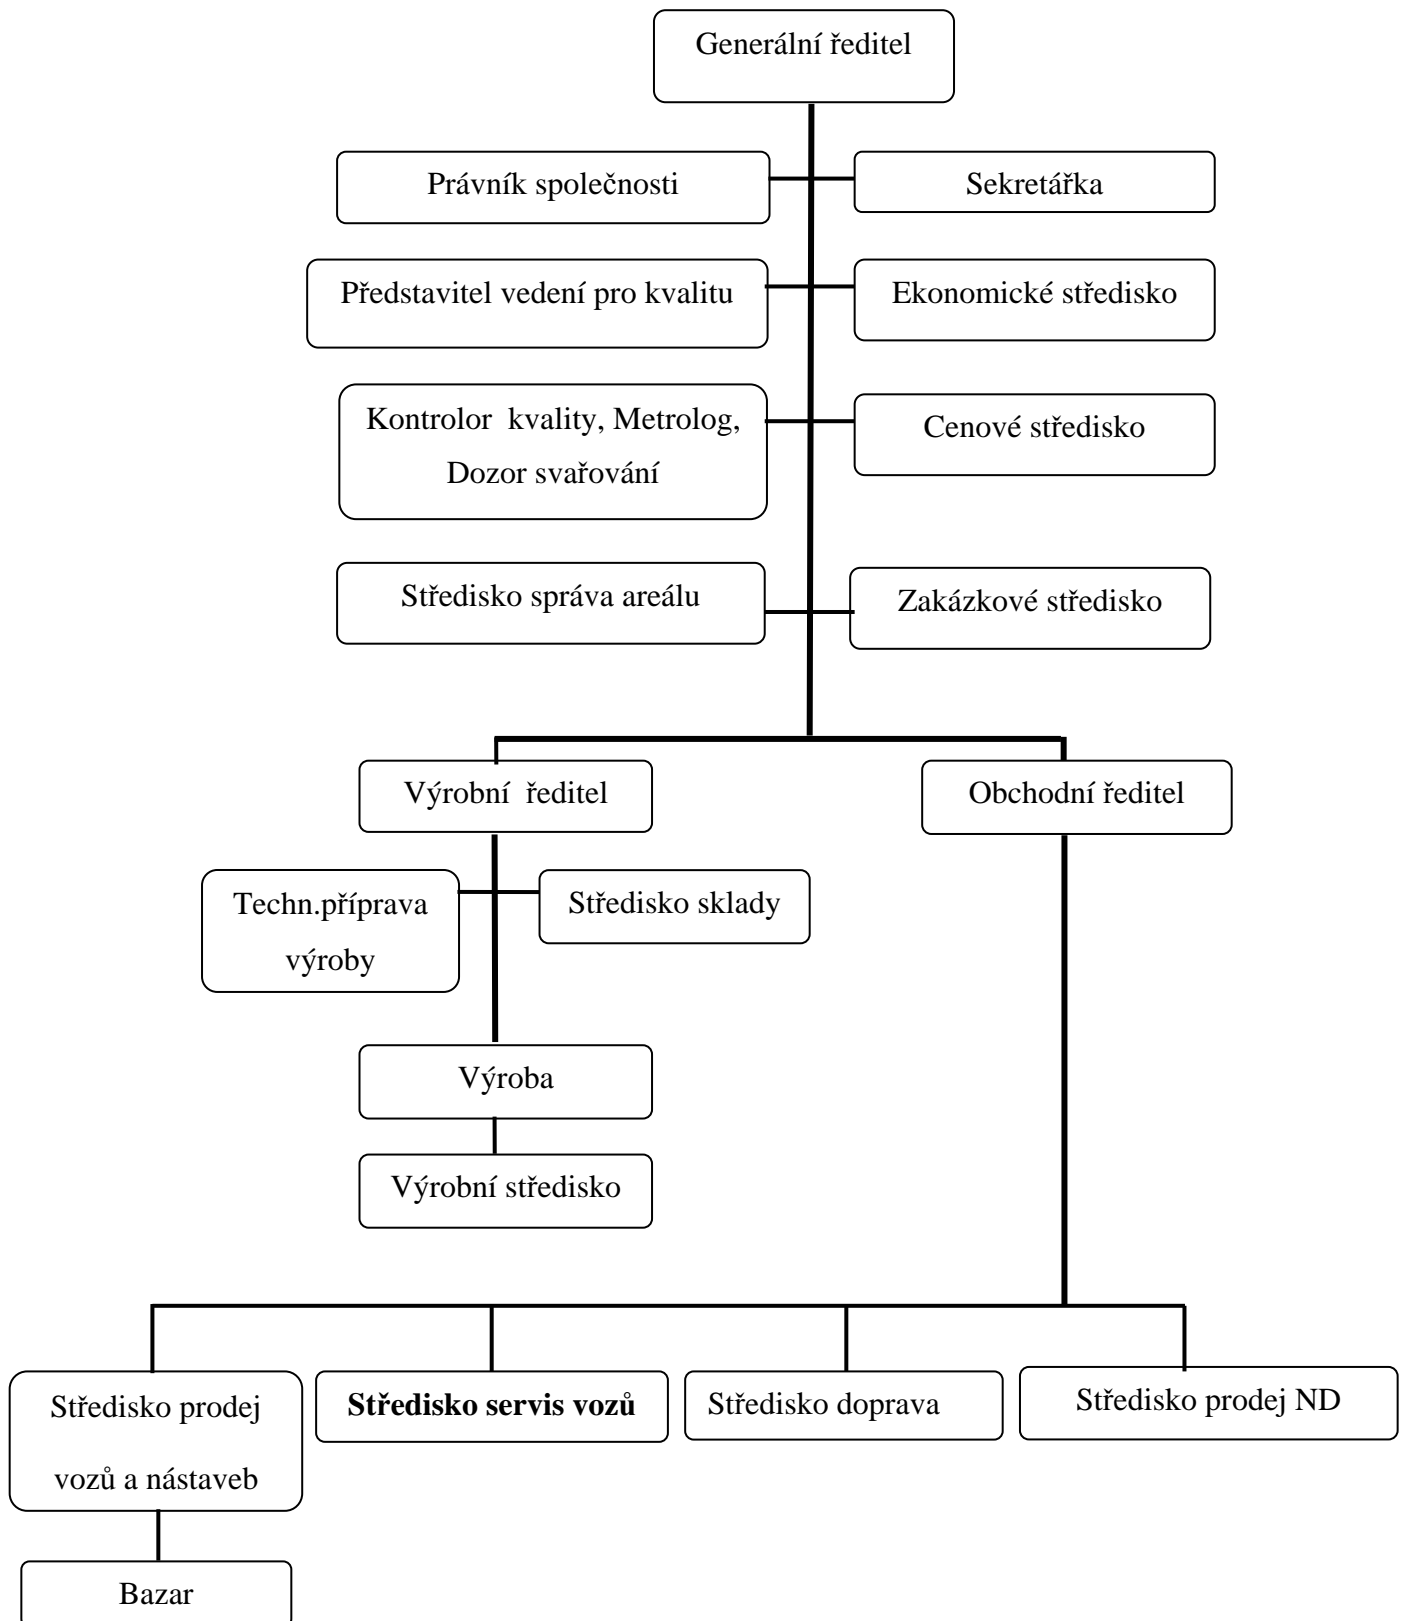 Generální ředitel
Právník společnosti
Sekretářka
Představitel vedení pro kvalitu
Ekonomické středisko
Kontrolor  kvality, Metrolog,
Dozor svařování
Cenové středisko
Středisko správa areálu
Zakázkové středisko
Výrobní  ředitel
Obchodní ředitel
Techn.příprava
výroby
Středisko sklady
Výroba
Výrobní středisko
Středisko prodej
vozů a nástaveb
Středisko servis vozů
Středisko doprava
Středisko prodej ND
Bazar